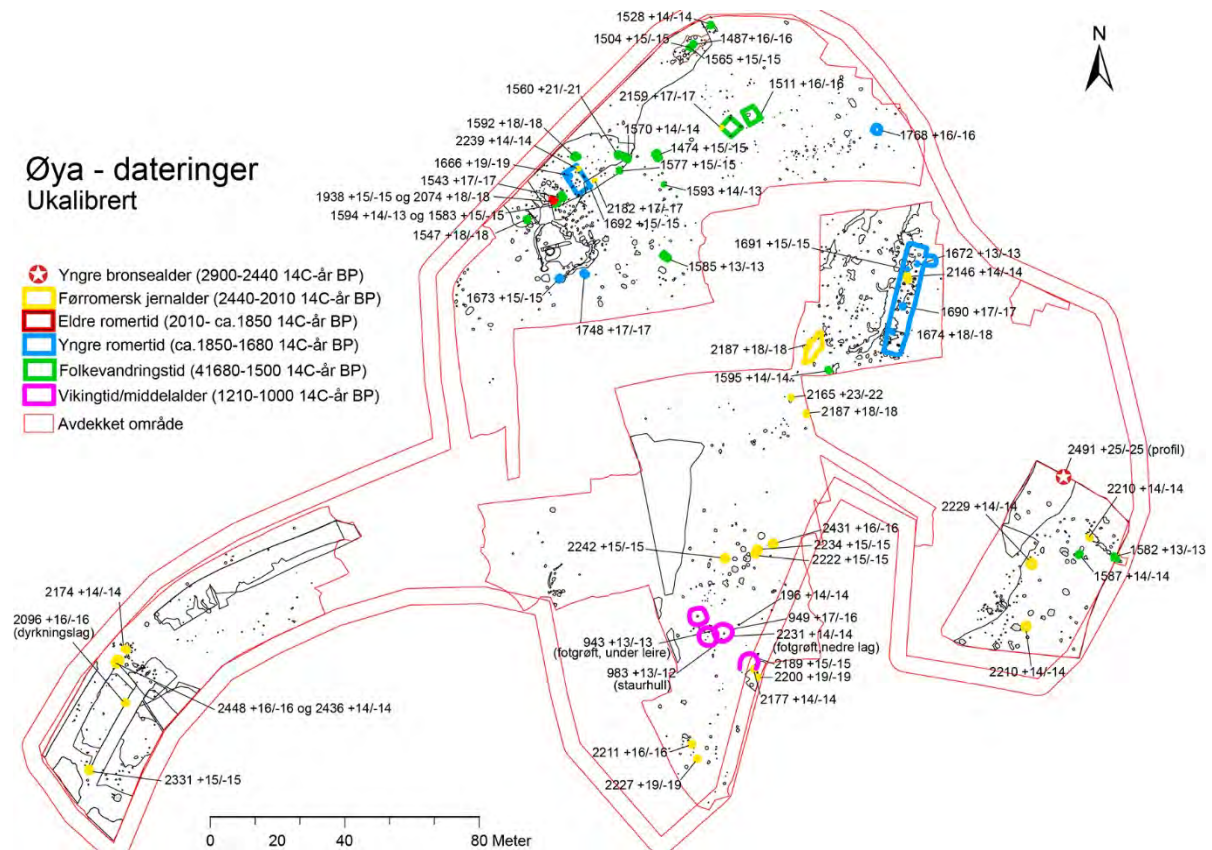 1528 +14/-14
1504 +15/-15
1487+16/-16
1565 +15/-15
N
1560 +21/-21
2159 +17/-17
1511 +16/-16
1592 +18/-18
1570 +14/-14
1768 +16/-16
2239 +14/-14
1474 +15/-15
1666 +19/-19
1577 +15/-15
Øya - dateringer
Ukalibrert
1543 +17/-17
1593 +14/-13
1938 +15/-15 og 2074 +18/-18
2182 +17/-17
1594 +14/-13 og 1583 +15/-15
1692 +15/-15
1547 +18/-18
1691 +15/-15
1672 +13/-13
2146 +14/-14
1585 +13/-13
Yngre bronsealder (2900-2440 14C-år BP)
Førromersk jernalder (2440-2010 14C-år BP)
Eldre romertid (2010- ca.1850 14C-år BP)
Yngre romertid (ca.1850-1680 14C-år BP)
Folkevandringstid (41680-1500 14C-år BP)
Vikingtid/middelalder (1210-1000 14C-år BP)
Avdekket område
1673 +15/-15
1690 +17/-17
1748 +17/-17
1674 +18/-18
2187 +18/-18
1595 +14/-14
2165 +23/-22
2187 +18/-18
2491 +25/-25 (profil)
2210 +14/-14
2229 +14/-14
2431 +16/-16
2242 +15/-15
2234 +15/-15
2222 +15/-15
1582 +13/-13
1587 +14/-14
2174 +14/-14
196 +14/-14
2096 +16/-16
(dyrkningslag)
949 +17/-16
943 +13/-13
(fotgrøft, under leire)
2231 +14/-14
(fotgrøft,nedre lag)
983 +13/-12
(staurhull)
2189 +15/-15
2200 +19/-19
2210 +14/-14
2177 +14/-14
2448 +16/-16 og 2436 +14/-14
2211 +16/-16
2331 +15/-15
2227 +19/-19
0 20 40 80 Meter